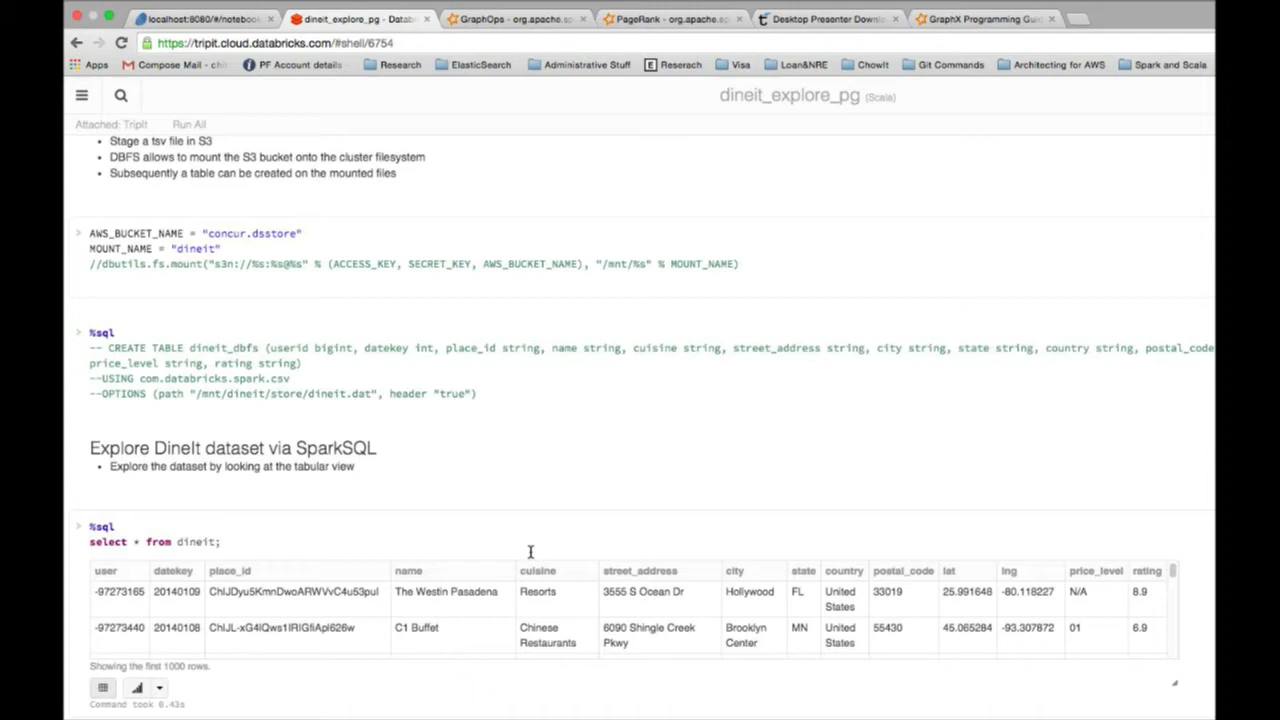 localhost:8080/#/notebook
dineit_explore_pg - Datab
GraphOps - org.apache.sp
PageRank - org.apache.s
Desktop Presenter Downl
GraphX Programming Gui
https://tripit.cloud.databricks.com/#shell/6754
Apps
Compose Mail - chi
PF Account details
Research
ElasticSearch
Administrative Stuff
Reserach
Visa
Loan&NRE
ChowIt
Git Commands
Architecting for AWS
Spark and Scala
dineit_explore_pg (Scala)
Attached: TripIt Run All
• Stage a tsv file in S3
• DBFS allows to mount the S3 bucket onto the cluster filesystem
• Subsequently a table can be created on the mounted files
AWS_BUCKET_NAME = "concur.dsstore"
MOUNT_NAME = "dineit"
//dbutils.fs.mount("s3n://%s:%s@%s" % (ACCESS_KEY, SECRET_KEY, AWS_BUCKET_NAME), "/mnt/%s" % MOUNT_NAME)
%sql
-- CREATE TABLE dineit_dbfs (userid bigint, datekey int, place_id string, name string, cuisine string, street_address string, city string, state string, country string, postal_code
price_level string, rating string)
--USING com.databricks.spark.csv
--OPTIONS (path "/mnt/dineit/store/dineit.dat", header "true")
Explore DineIt dataset via SparkSQL
• Explore the dataset by looking at the tabular view
%sql
select * from dineit;
user datekey place_id name cuisine street_address city state country postal_code lat lng price_level rating
-97273165 20140109 The Westin Pasadena Resorts 3555 S Ocean Dr Hollywood FL United 33019 25.991648 -80.118227 N/A 8.9
States
-97273440 20140108 C1 Buffet Chinese 6090 Shingle Creek Brooklyn MN United 55430 45.065284 -93.307872 01 6.9
Restaurants Pkwy Center States
Showing the first 1000 rows.
Command took 0.43s